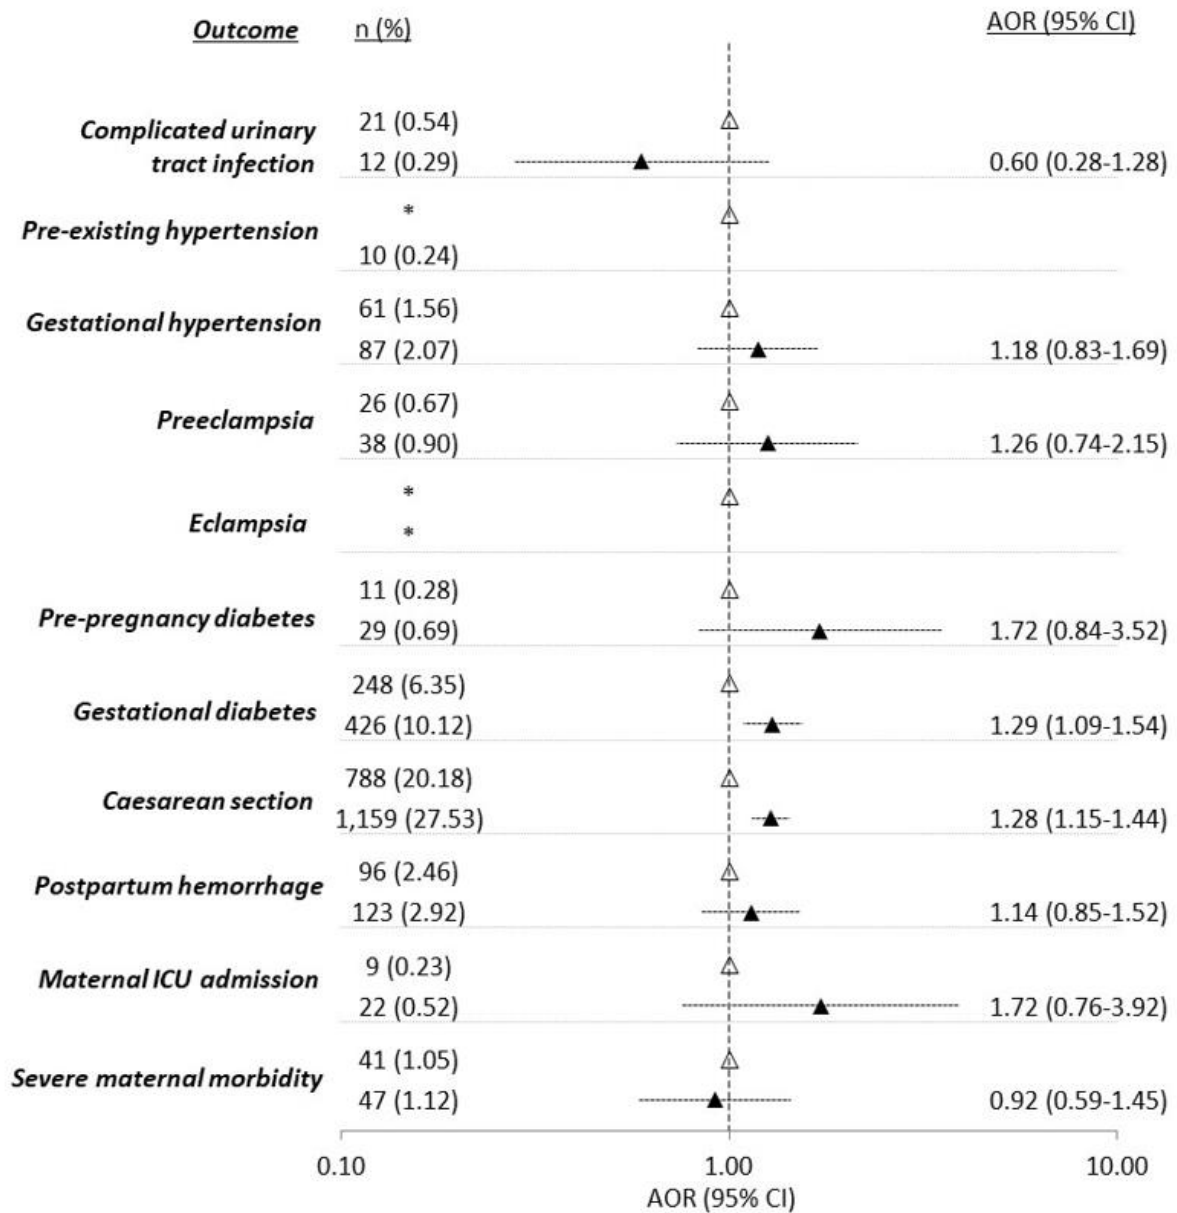 Outcome n (%) AOR (95% CI)
21 (0.54)
Complicated urinary
tract infection 12 (0.29) 0.60 (0.28-1.28)
*
Pre-existing hypertension
10 (0.24)
61 (1.56)
Gestational hypertension
87 (2.07) 1.18 (0.83-1.69)
26 (0.67)
Preeclampsia
38 (0.90) 1.26 (0.74-2.15)
*
Eclampsia
*
11 (0.28)
Pre-pregnancy diabetes
29 (0.69) 1.72 (0.84-3.52)
248 (6.35)
Gestational diabetes
426 (10.12) 1.29 (1.09-1.54)
788 (20.18)
Caesarean section
1,159 (27.53) 1.28 (1.15-1.44)
96 (2.46)
Postpartum hemorrhage
123 (2.92) 1.14 (0.85-1.52)
9 (0.23)
Maternal ICU admission
22 (0.52) 1.72 (0.76-3.92)
41 (1.05)
Severe maternal morbidity
47 (1.12) 0.92 (0.59-1.45)
0.10 1.00 10.00
AOR (95% CI)